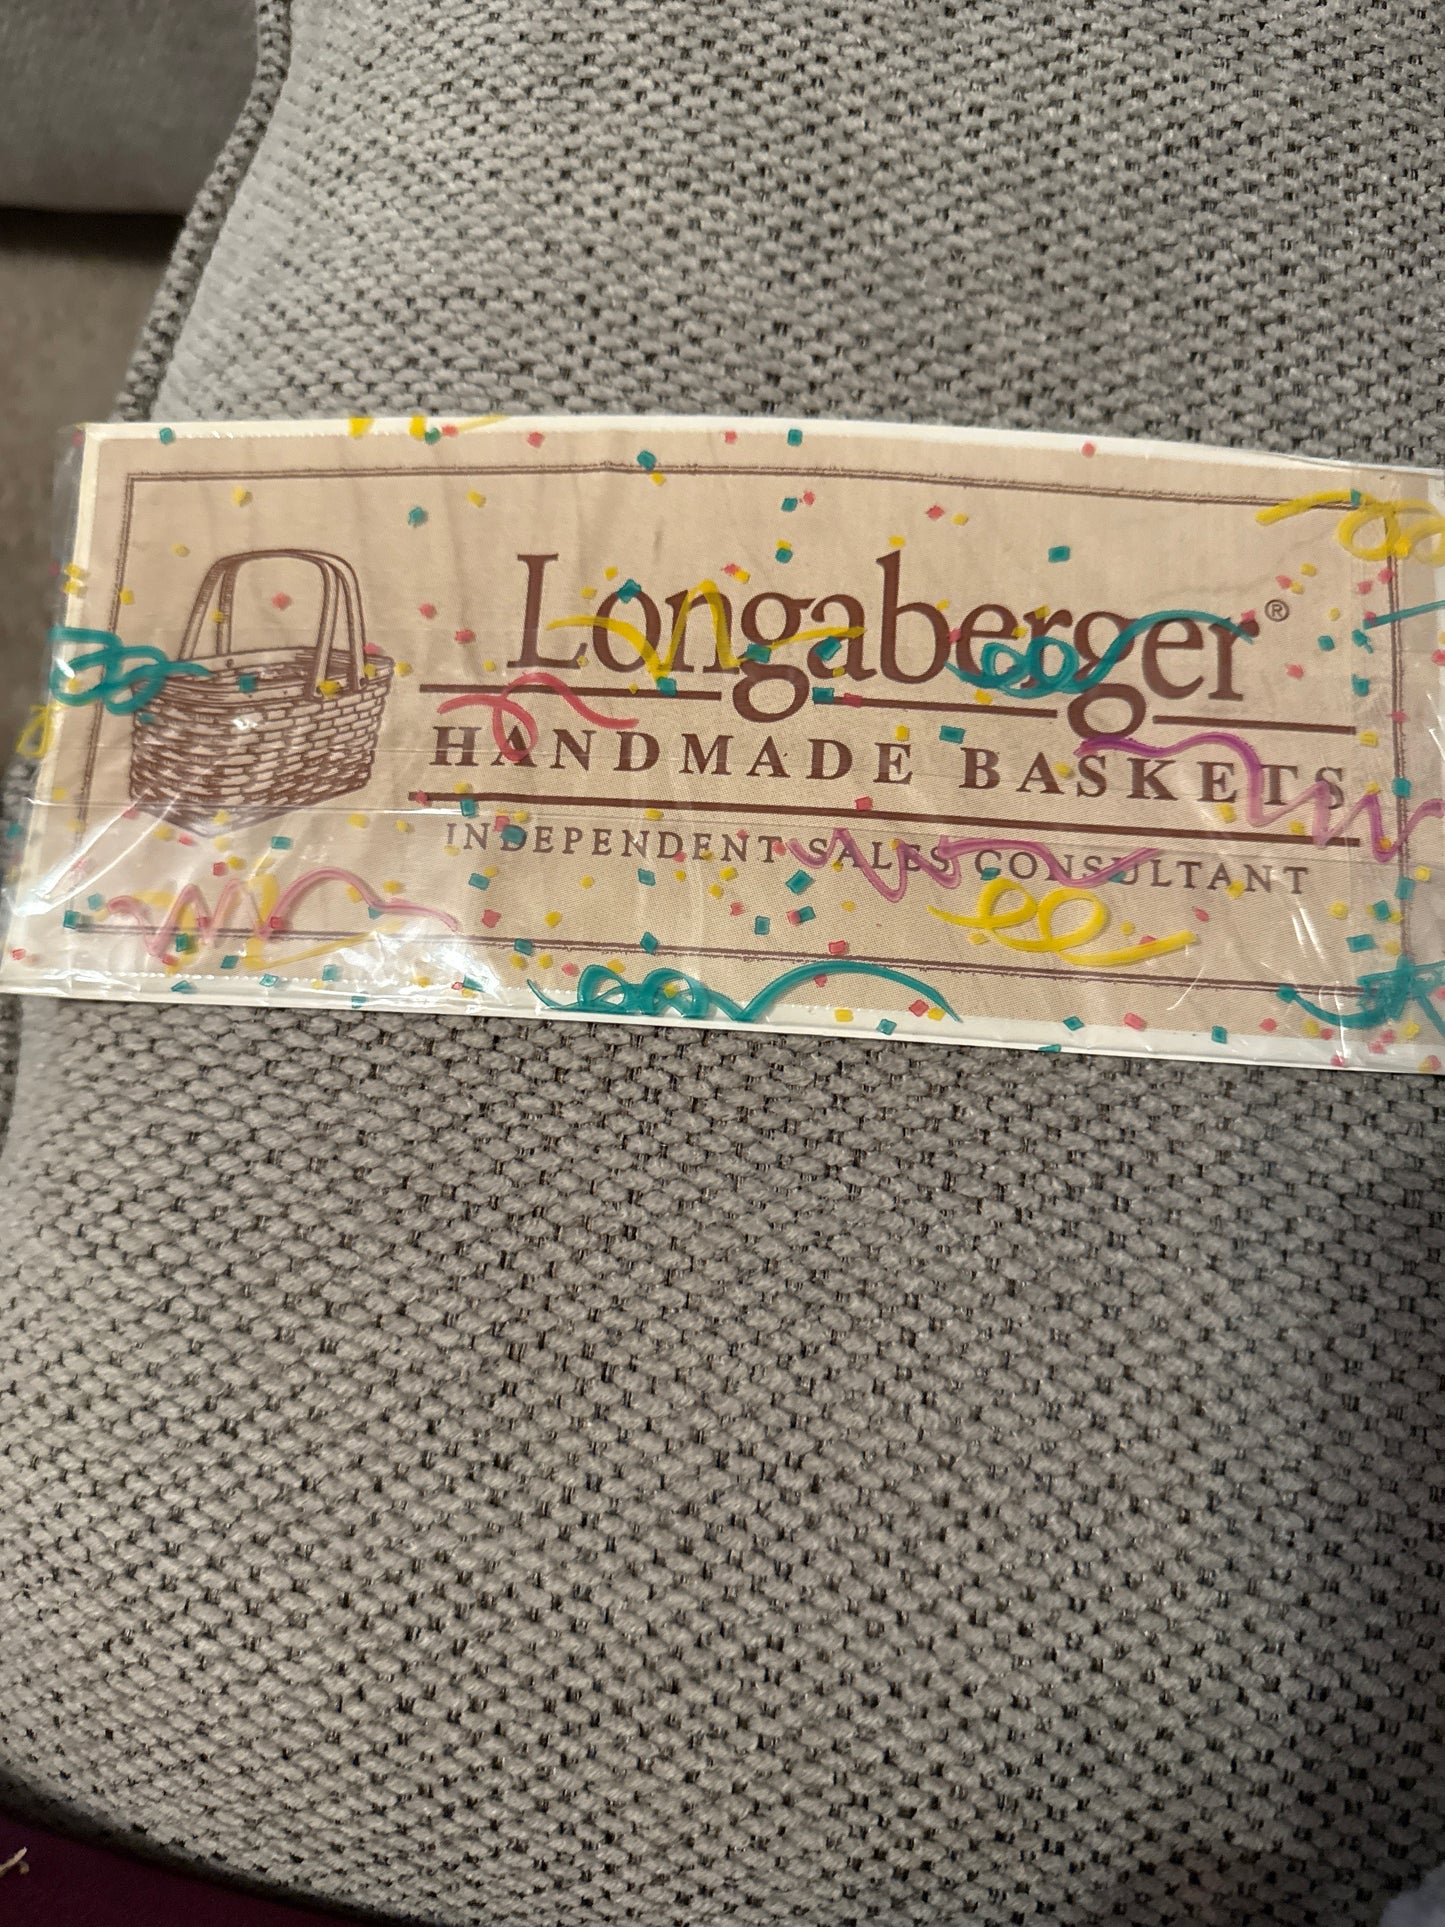 Longaberger®
HANDMADE BASKETS
INDEPENDENT SALES CONSULTANT